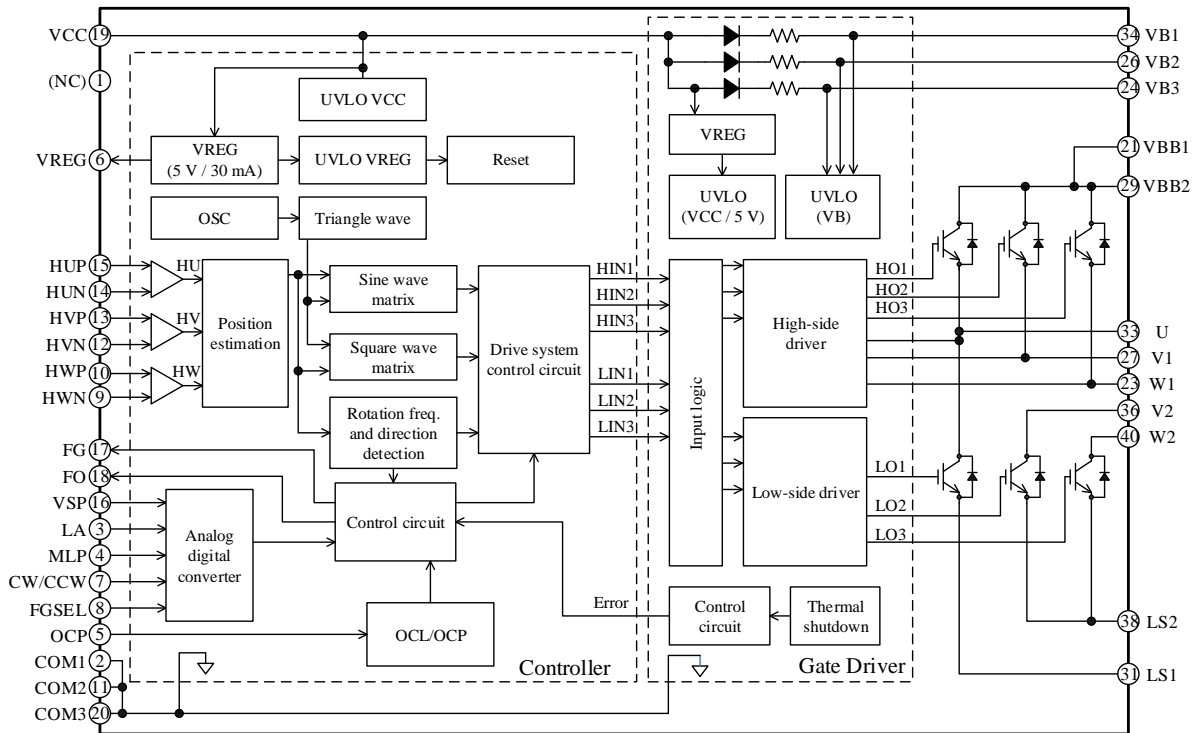 VCC 19
(NC) 1
VREG 6
HUP 15
HUN 14
HVP 13
HVN 12
HWP 10
HWN 9
FG 17
FO 18
VSP 16
LA 3
MLP 4
CW/CCW 7
FGSEL 8
OCP 5
COM1 2
COM2 11
COM3 20
UVLO VCC
VREG
(5 V / 30 mA)
UVLO VREG
Reset
OSC
Triangle wave
HU
HV
HW
Position
estimation
Sine wave
matrix
Square wave
matrix
Rotation freq.
and direction
detection
Drive system
control circuit
Analog
digital
converter
Control circuit
OCL/OCP
Controller
HIN1
HIN2
HIN3
LIN1
LIN2
LIN3
Error
VREG
UVLO
(VCC / 5 V)
UVLO
(VB)
Input logic
High-side
driver
Low-side driver
Control
circuit
Thermal
shutdown
Gate Driver
HO1
HO2
HO3
LO1
LO2
LO3
34 VB1
26 VB2
24 VB3
21 VBB1
29 VBB2
33 U
27 V1
23 W1
36 V2
40 W2
38 LS2
31 LS1